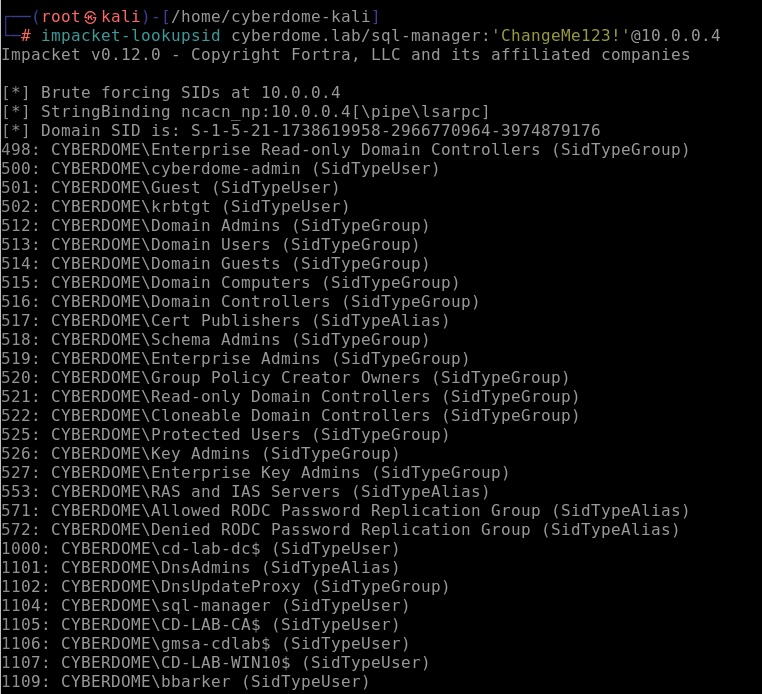 ┌──(root㉿kali)-[/home/cyberdome-kali]
└─# impacket-lookupsid cyberdome.lab/sql-manager:'ChangeMe123!'@10.0.0.4
Impacket v0.12.0 - Copyright Fortra, LLC and its affiliated companies

[*] Brute forcing SIDs at 10.0.0.4
[*] StringBinding ncacn_np:10.0.0.4[\pipe\lsarpc]
[*] Domain SID is: S-1-5-21-1738619958-2966770964-3974879176
498: CYBERDOME\Enterprise Read-only Domain Controllers (SidTypeGroup)
500: CYBERDOME\cyberdome-admin (SidTypeUser)
501: CYBERDOME\Guest (SidTypeUser)
502: CYBERDOME\krbtgt (SidTypeUser)
512: CYBERDOME\Domain Admins (SidTypeGroup)
513: CYBERDOME\Domain Users (SidTypeGroup)
514: CYBERDOME\Domain Guests (SidTypeGroup)
515: CYBERDOME\Domain Computers (SidTypeGroup)
516: CYBERDOME\Domain Controllers (SidTypeGroup)
517: CYBERDOME\Cert Publishers (SidTypeAlias)
518: CYBERDOME\Schema Admins (SidTypeGroup)
519: CYBERDOME\Enterprise Admins (SidTypeGroup)
520: CYBERDOME\Group Policy Creator Owners (SidTypeGroup)
521: CYBERDOME\Read-only Domain Controllers (SidTypeGroup)
522: CYBERDOME\Cloneable Domain Controllers (SidTypeGroup)
525: CYBERDOME\Protected Users (SidTypeGroup)
526: CYBERDOME\Key Admins (SidTypeGroup)
527: CYBERDOME\Enterprise Key Admins (SidTypeGroup)
553: CYBERDOME\RAS and IAS Servers (SidTypeAlias)
571: CYBERDOME\Allowed RODC Password Replication Group (SidTypeAlias)
572: CYBERDOME\Denied RODC Password Replication Group (SidTypeAlias)
1000: CYBERDOME\cd-lab-dc$ (SidTypeUser)
1101: CYBERDOME\DnsAdmins (SidTypeAlias)
1102: CYBERDOME\DnsUpdateProxy (SidTypeGroup)
1104: CYBERDOME\sql-manager (SidTypeUser)
1105: CYBERDOME\CD-LAB-CA$ (SidTypeUser)
1106: CYBERDOME\gmsa-cdlab$ (SidTypeUser)
1107: CYBERDOME\CD-LAB-WIN10$ (SidTypeUser)
1109: CYBERDOME\bbarker (SidTypeUser)